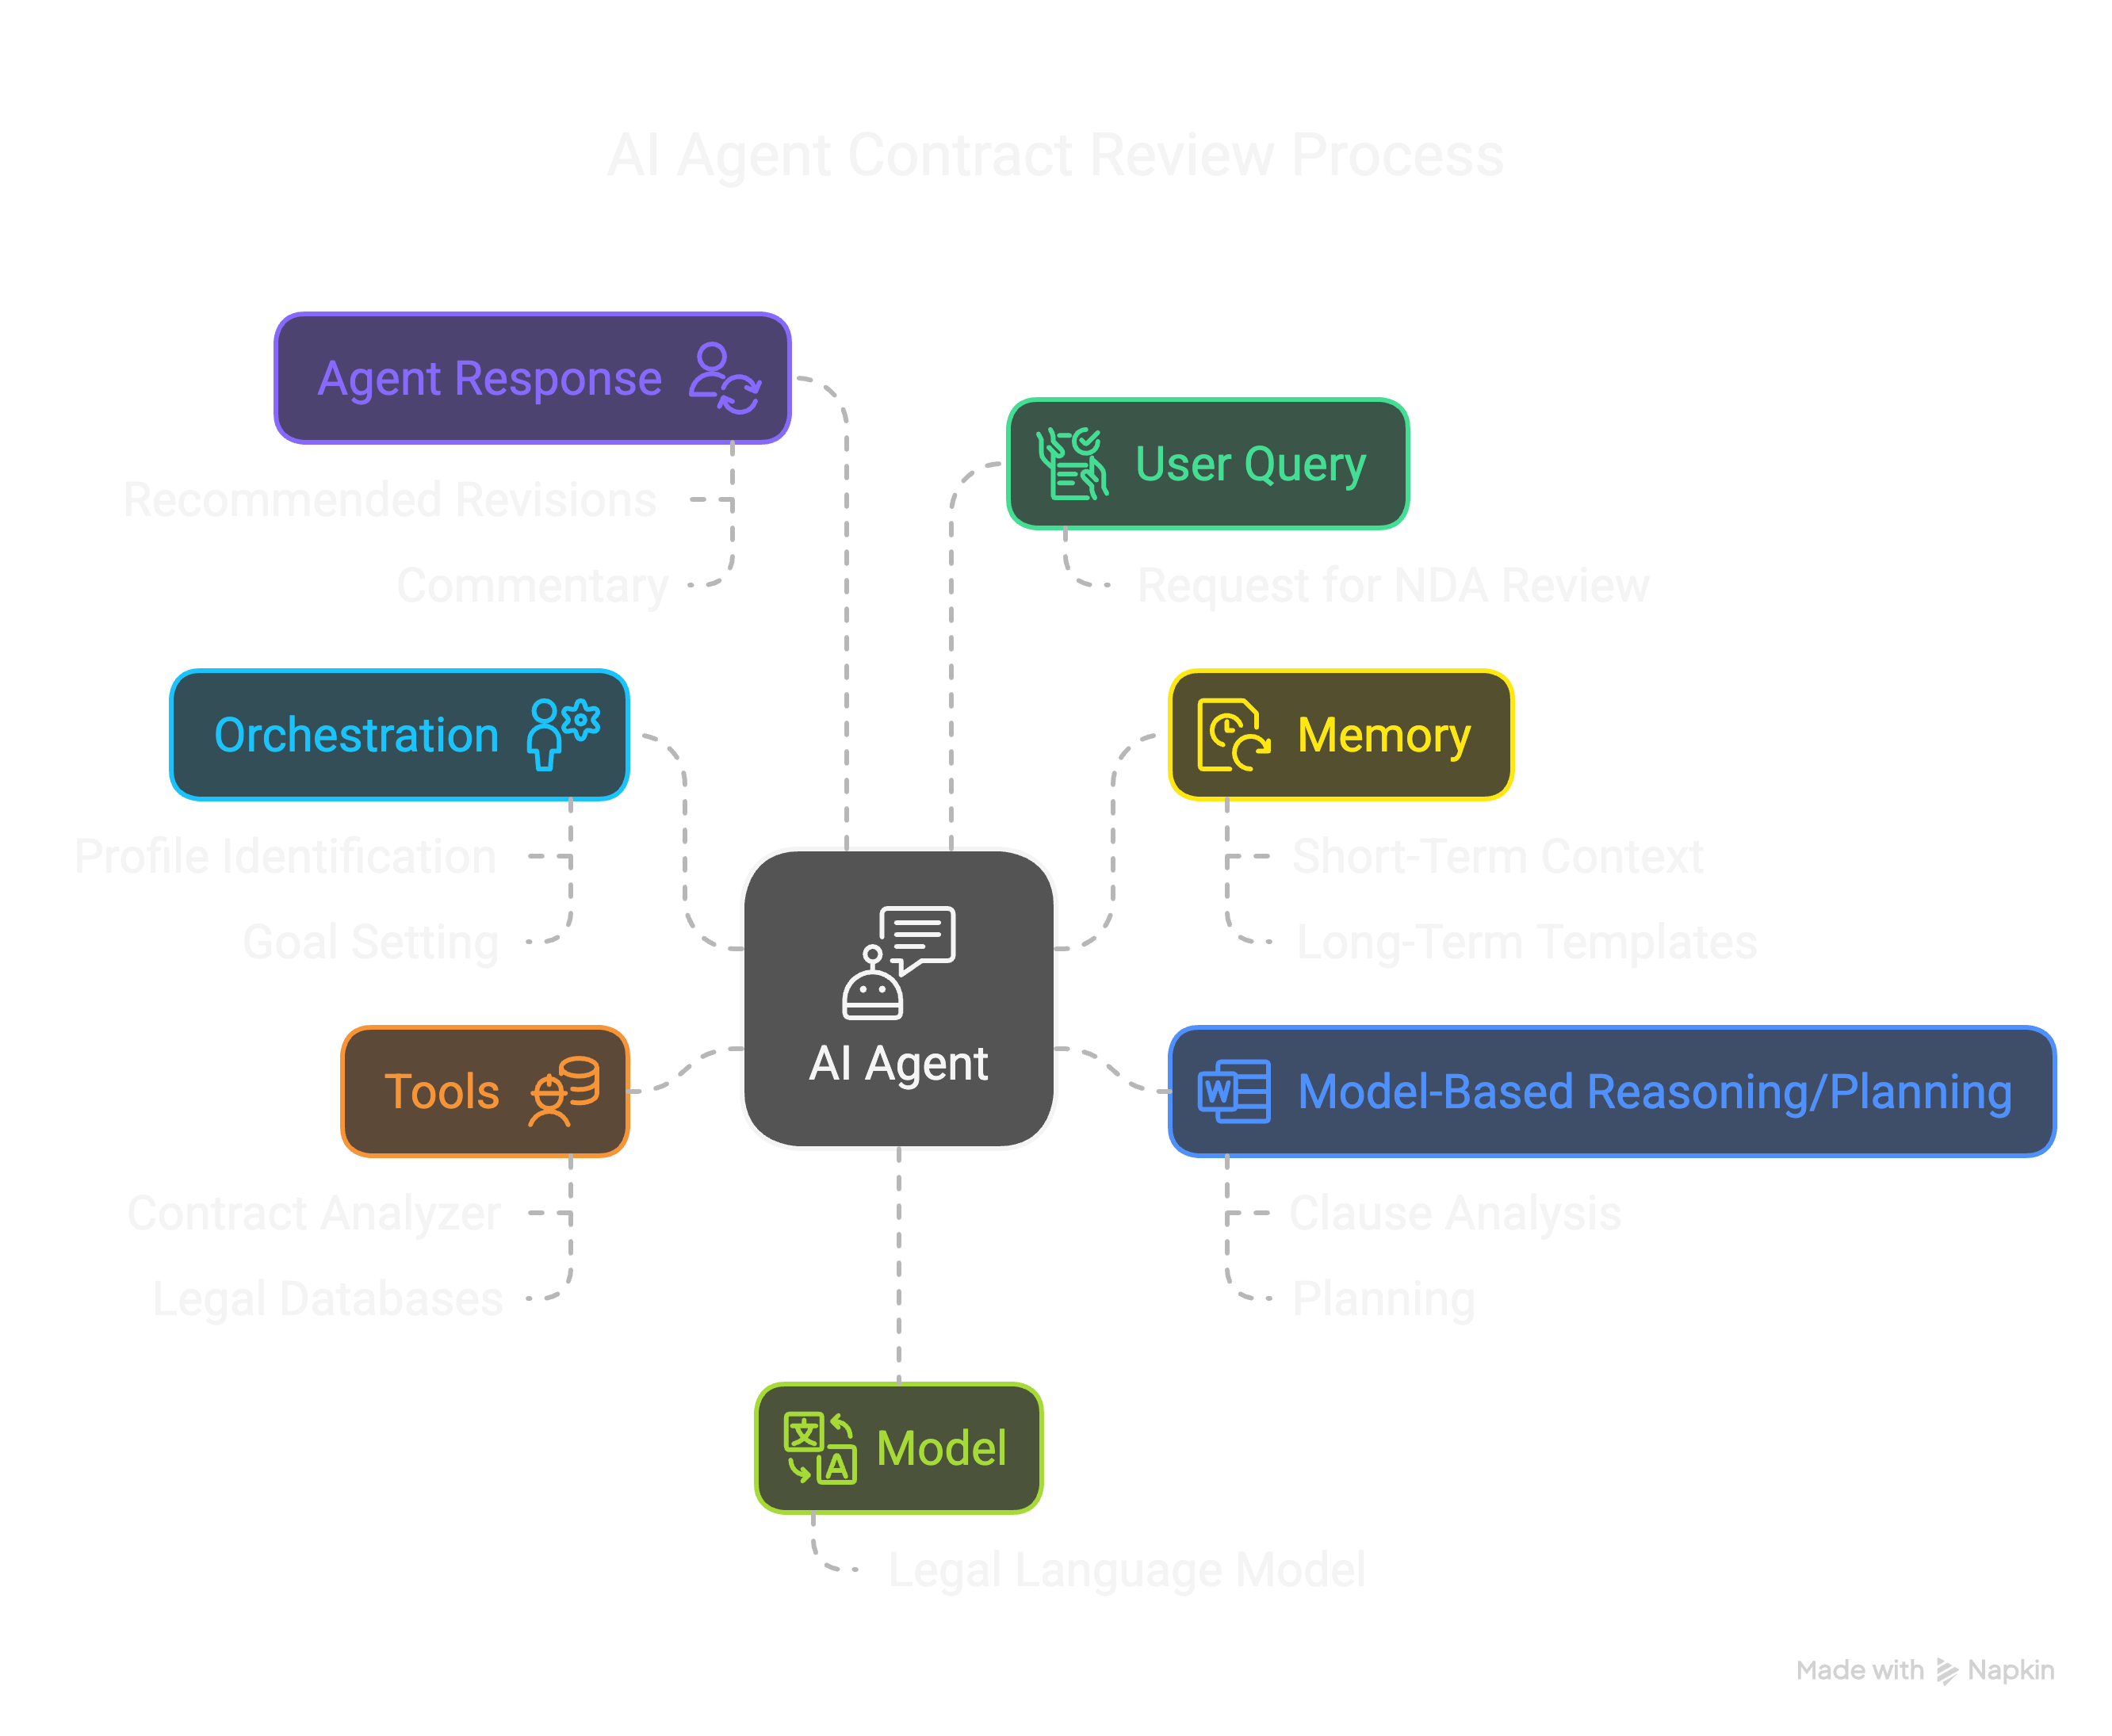 AI Agent Contract Review Process
Agent Response
Recommended Revisions
Commentary
User Query
Request for NDA Review
Orchestration
Profile Identification
Goal Setting
Memory
Short-Term Context
Long-Term Templates
AI Agent
Tools
Contract Analyzer
Legal Databases
Model-Based Reasoning/Planning
W
Clause Analysis
Planning
文
A
Model
Legal Language Model
Made with Napkin